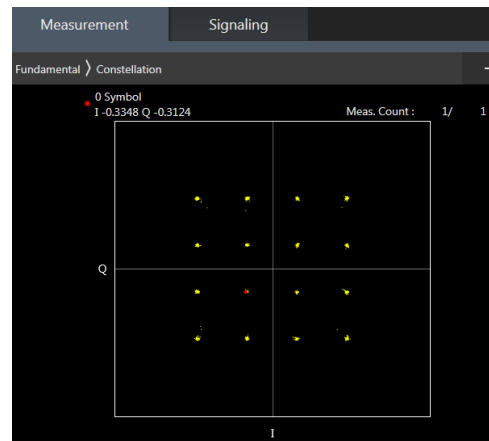 Measurement Signaling
Fundamental 〉 Constellation
0 Symbol
I -0.3348 Q -0.3124 Meas. Count : 1/ 1
Q
I